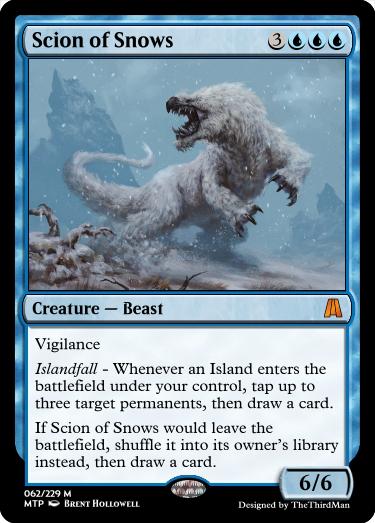 Scion of Snows 3
Creature — Beast
Vigilance
Islandfall - Whenever an Island enters the
battlefield under your control, tap up to
three target permanents, then draw a card.
If Scion of Snows would leave the
battlefield, shuffle it into its owner's library
instead, then draw a card.
6/6
062/229 M
MTP Brent Hollowell
Designed by TheThirdMan